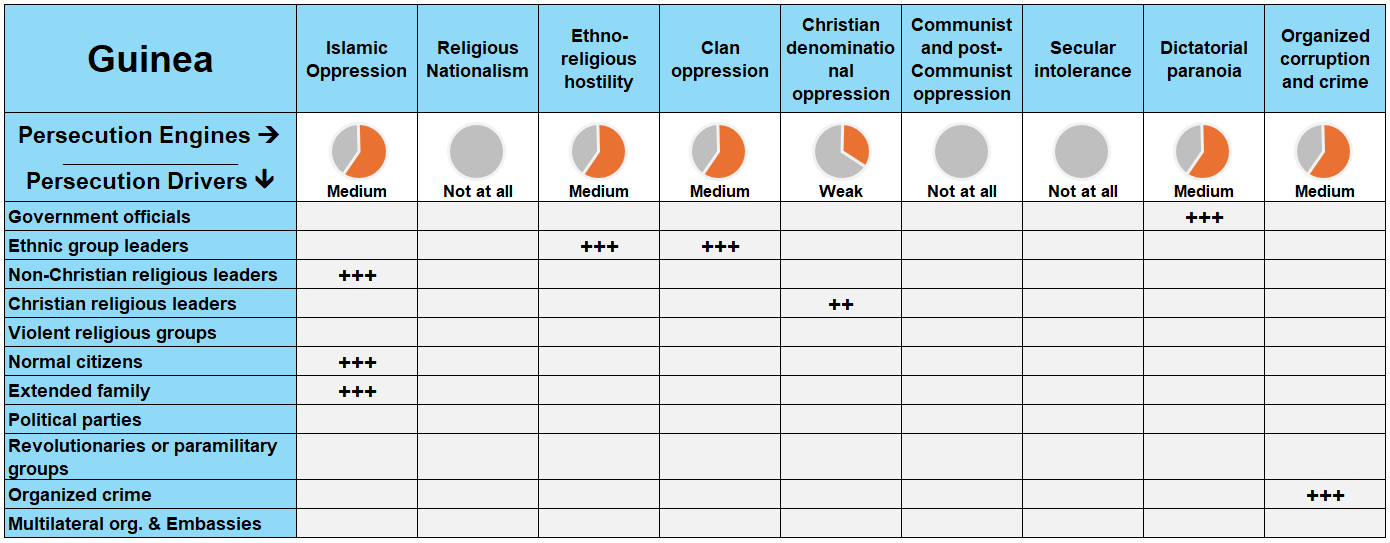 Guinea
Islamic
Oppression
Religious
Nationalism
Ethno-
religious
hostility
Clan
oppression
Christian
denominatio
nal
oppression
Communist
and post-
Communist
oppression
Secular
intolerance
Dictatorial
paranoia
Organized
corruption
and crime
Persecution Engines →
Persecution Drivers ↓
Medium
Not at all
Medium
Medium
Weak
Not at all
Not at all
Medium
Medium
Government officials +++
Ethnic group leaders +++ +++
Non-Christian religious leaders +++
Christian religious leaders ++
Violent religious groups
Normal citizens +++
Extended family +++
Political parties
Revolutionaries or paramilitary
groups
Organized crime +++
Multilateral org. & Embassies